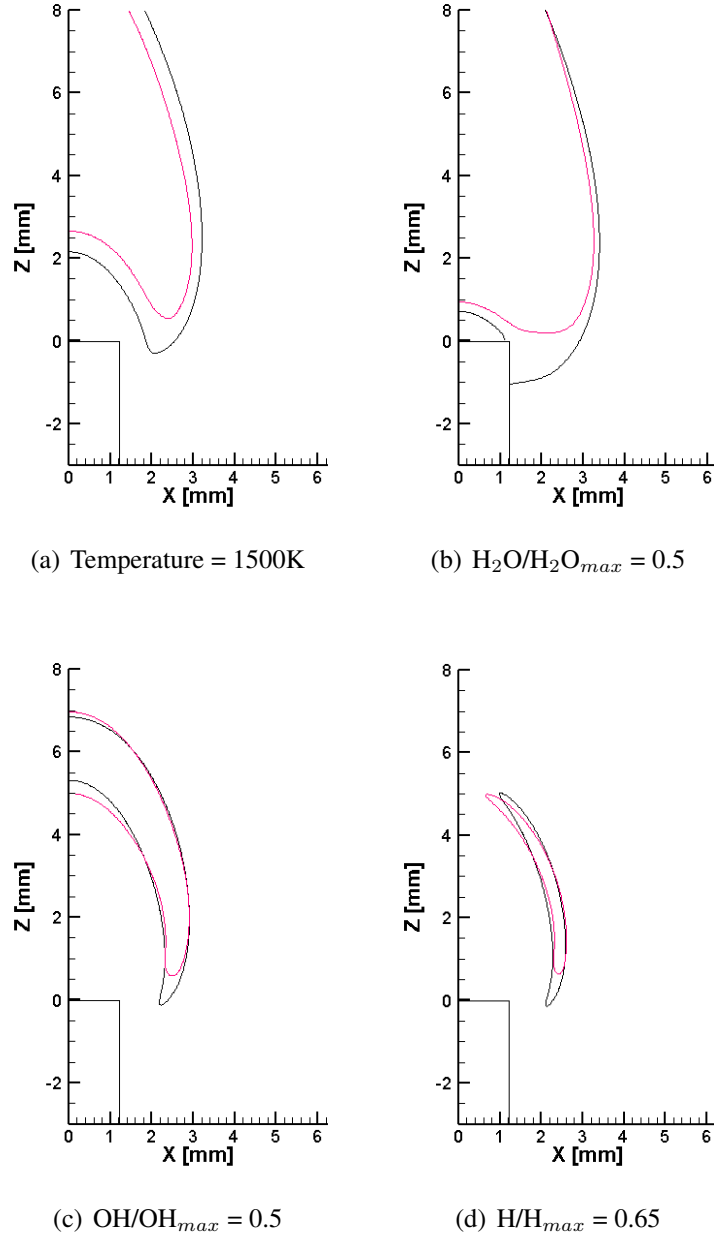 8
6
4
2
0
-2
Z [mm]
0 1 2 3 4 5 6
X [mm]
(a) Temperature = 1500K
8
6
4
2
0
-2
Z [mm]
0 1 2 3 4 5 6
X [mm]
(b) H₂O/H₂Oₘₐₓ = 0.5
8
6
4
2
0
-2
Z [mm]
0 1 2 3 4 5 6
X [mm]
(c) OH/OHₘₐₓ = 0.5
8
6
4
2
0
-2
Z [mm]
0 1 2 3 4 5 6
X [mm]
(d) H/Hₘₐₓ = 0.65